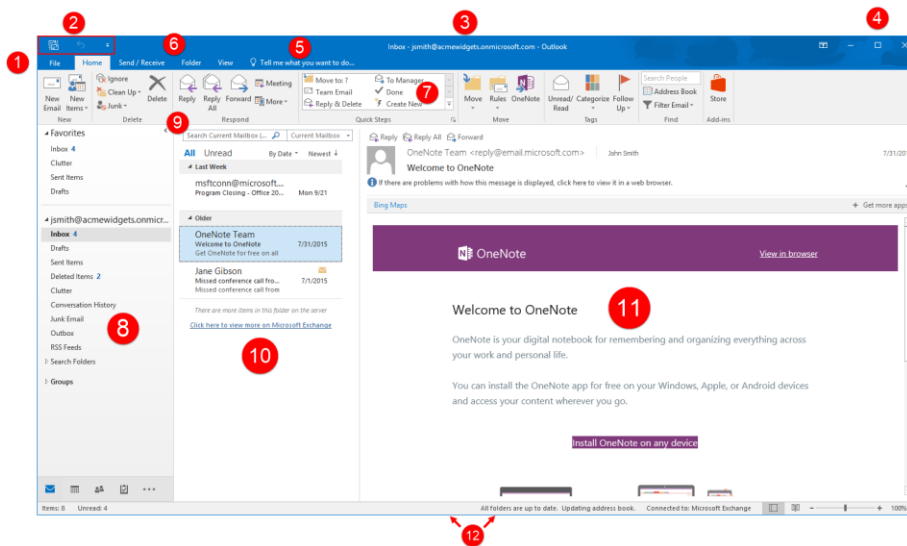 2
3
4
Inbox - jsmith@acmewidgets.onmicrosoft.com - Outlook
6
5
1
File Home Send / Receive Folder View Tell me what you want to do...
New Email
New Items
New
Ignore
Clean Up
Junk
Delete
Delete
Reply
Reply All
Forward
Meeting
More
Respond
Move to: ?
Team Email
Reply & Delete
To Manager
Done
Create New
7
Quick Steps
Move
Rules
OneNote
Move
Unread/ Read
Categorize
Follow Up
Tags
Search People
Address Book
Filter Email
Find
Store
Add-ins
9
Favorites
Inbox 4
Clutter
Sent Items
Drafts
jsmith@acmewidgets.onmicr...
Inbox 4
Drafts
Sent Items
Deleted Items 2
Clutter
Conversation History
Junk Email
Outbox
RSS Feeds
Search Folders
Groups
8
Search Current Mailbox (... Current Mailbox
All Unread By Date Newest ↓
Last Week
msftconn@microsoft...
Program Closing - Office 20... Mon 9/21
Older
OneNote Team
Welcome to OneNote 7/31/2015
Get OneNote for free on all
Jane Gibson
Missed conference call fro... 7/1/2015
Missed conference call from
There are more items in this folder on the server
Click here to view more on Microsoft Exchange
10
Reply Reply All Forward
OneNote Team <reply@email.microsoft.com> John Smith 7/31/201
Welcome to OneNote
If there are problems with how this message is displayed, click here to view it in a web browser.
Bing Maps + Get more apps
N OneNote View in browser
Welcome to OneNote
11
OneNote is your digital notebook for remembering and organizing everything across
your work and personal life.
You can install the OneNote app for free on your Windows, Apple, or Android devices
and access your content wherever you go.
Install OneNote on any device
Items: 8 Unread: 4 All folders are up to date. Updating address book. Connected to: Microsoft Exchange - + 100%
12